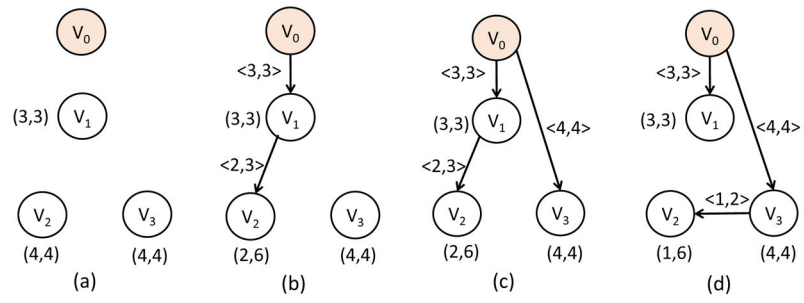 V0 V0 V0 V0
<3,3> <3,3> <3,3>
(3,3) V1 (3,3) V1 (3,3) V1 (3,3) V1
<4,4> <4,4>
<2,3> <2,3>
<1,2>
V2 V3 V2 V3 V2 V3 V2 V3
(4,4) (4,4) (2,6) (4,4) (2,6) (4,4) (1,6) (4,4)
(a) (b) (c) (d)